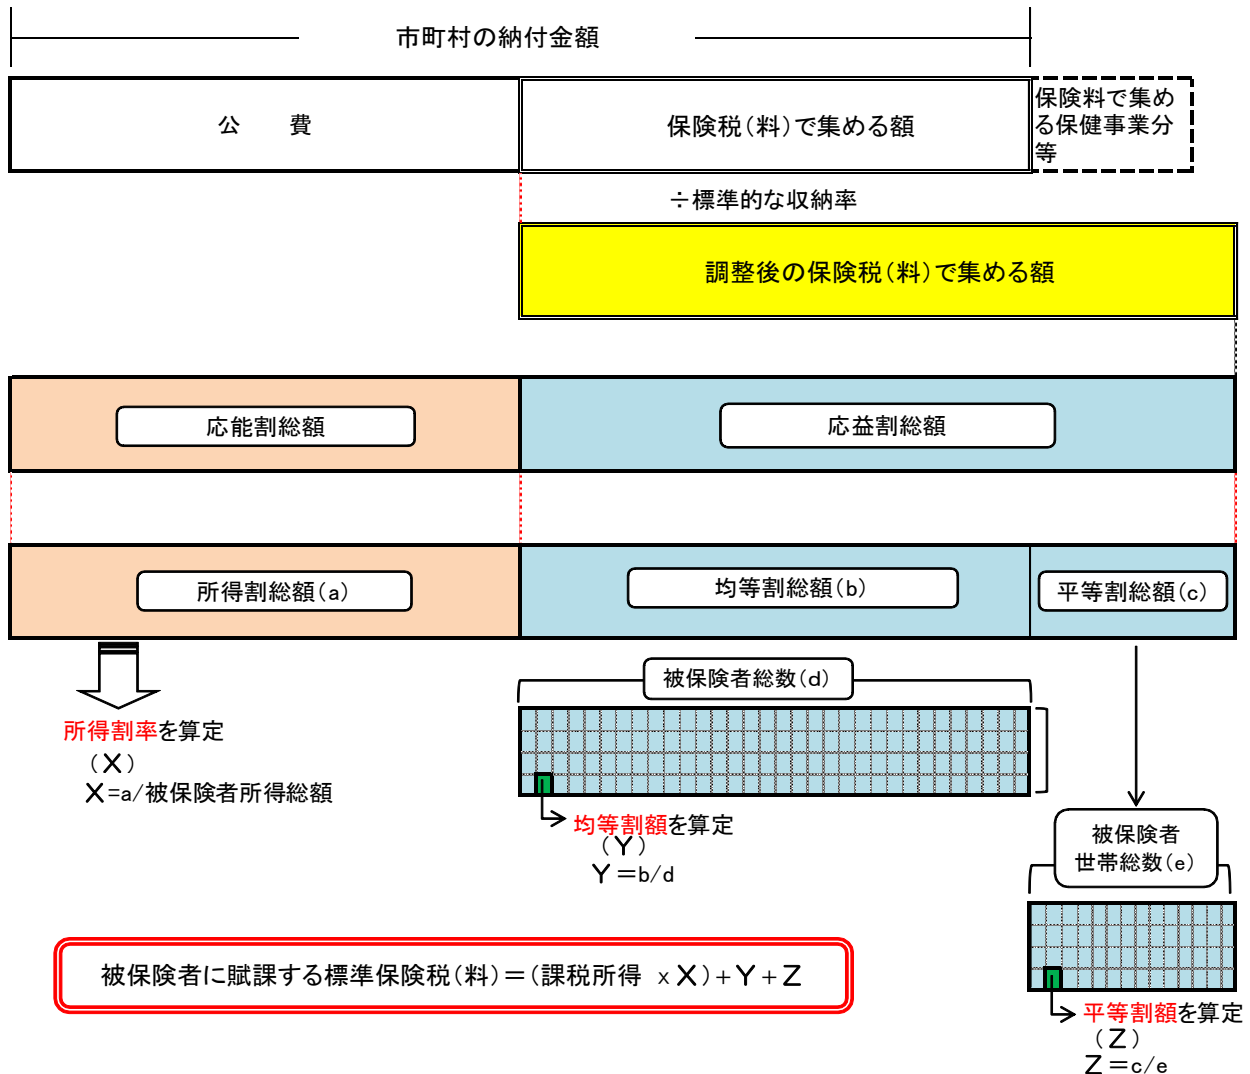 市町村の納付金額
公　　費
保険税(料)で集める額
保険料で集め
る保健事業分
等
÷標準的な収納率
調整後の保険税(料)で集める額
応能割総額
応益割総額
所得割総額(a)
均等割総額(b)
平等割総額(c)
被保険者総数(d)
所得割率を算定
(X)
X=a/被保険者所得総額
均等割額を算定
(Y)
Y=b/d
被保険者
世帯総数(e)
被保険者に賦課する標準保険税(料)=(課税所得 x X)+Y+Z
平等割額を算定
(Z)
Z=c/e